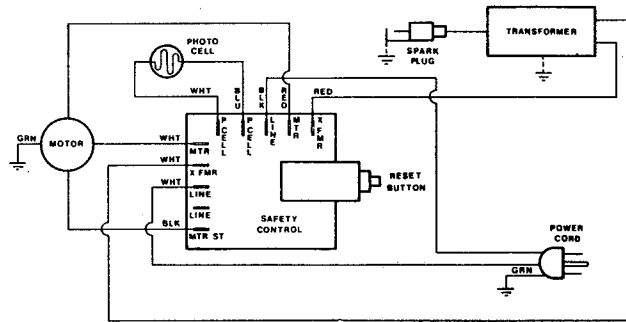 PHOTO
CELL
SPARK
PLUG
TRANSFORMER
WHT
BLU
BLK
RED
RED
P CELL
P CELL
LINE
MTR
X FMR
GRN
MOTOR
WHT
MTR
WHT
X FMR
WHT
LINE
LINE
BLK
MTR ST
SAFETY
CONTROL
RESET
BUTTON
POWER
CORD
GRN